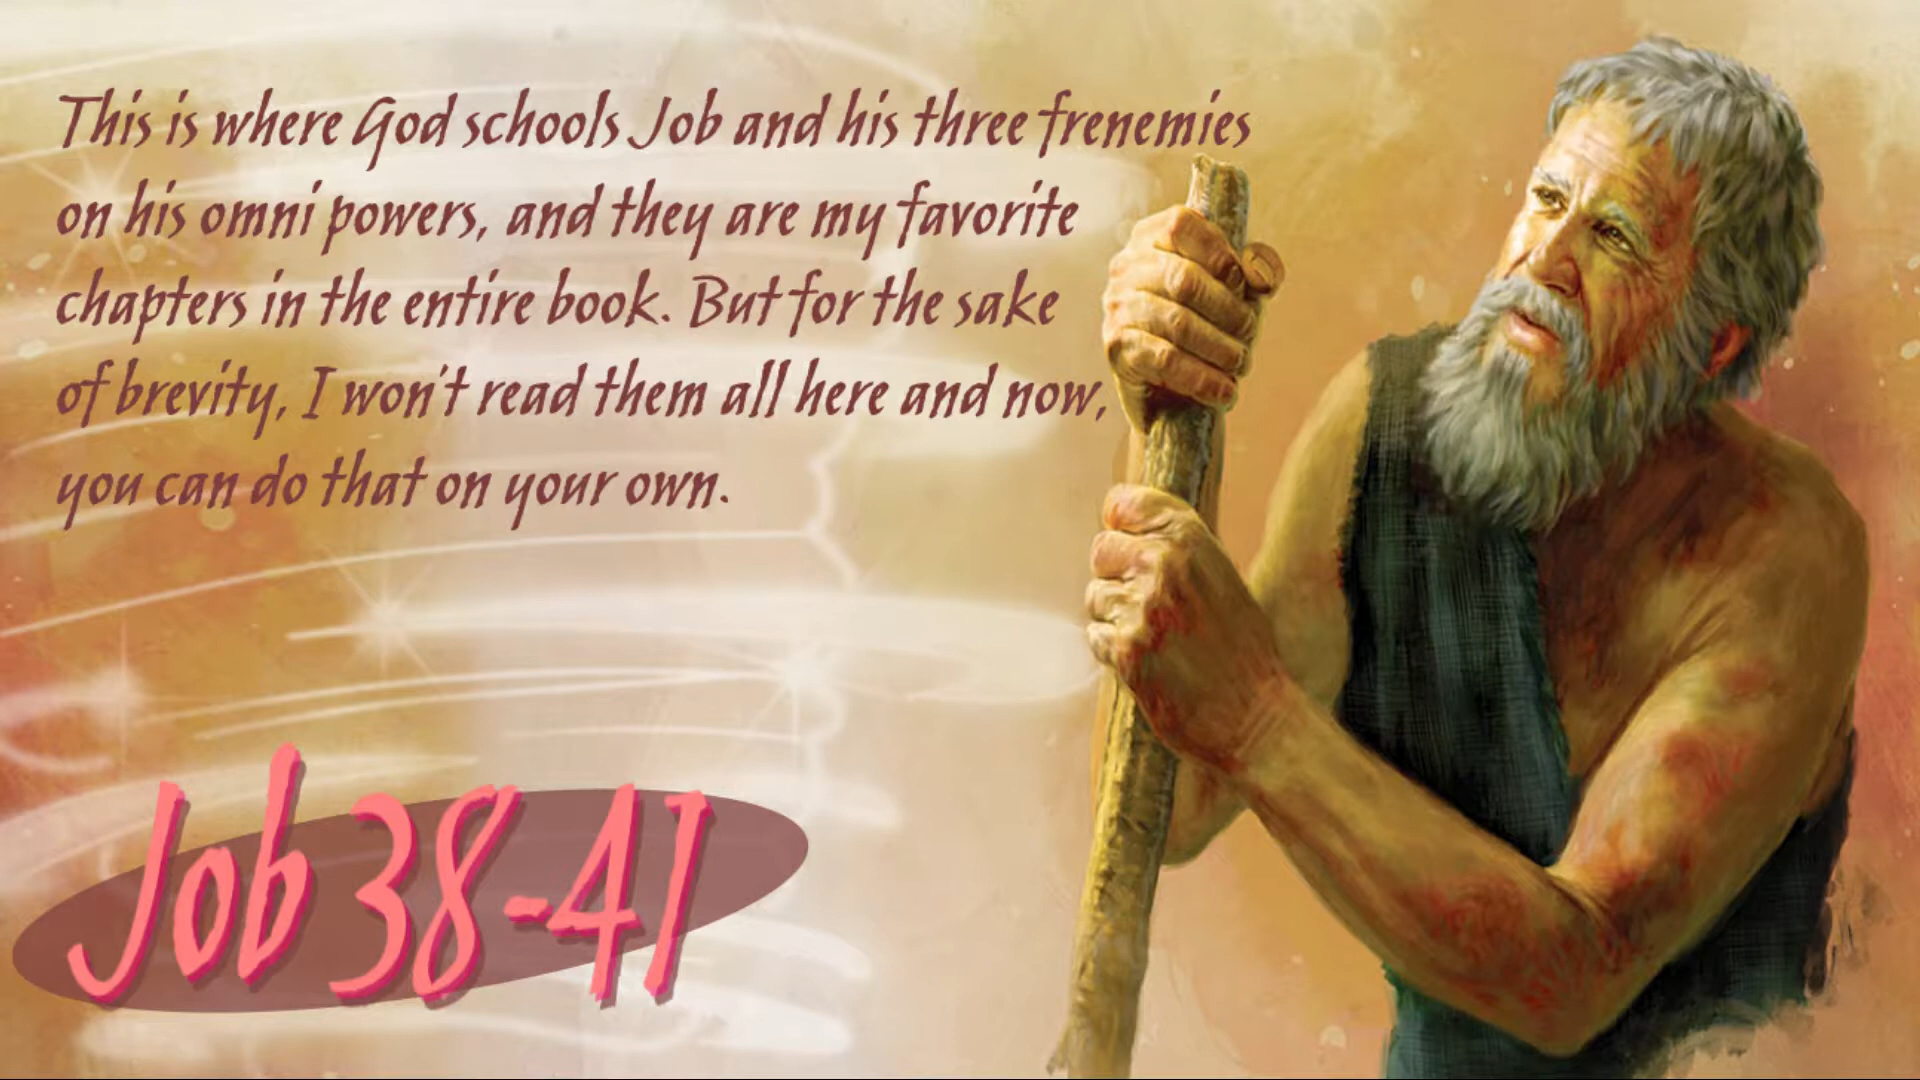 This is where God schools Job and his three frenemies
on his omni powers, and they are my favorite
chapters in the entire book. But for the sake
of brevity, I won't read them all here and now,
you can do that on your own.
Job 38-41